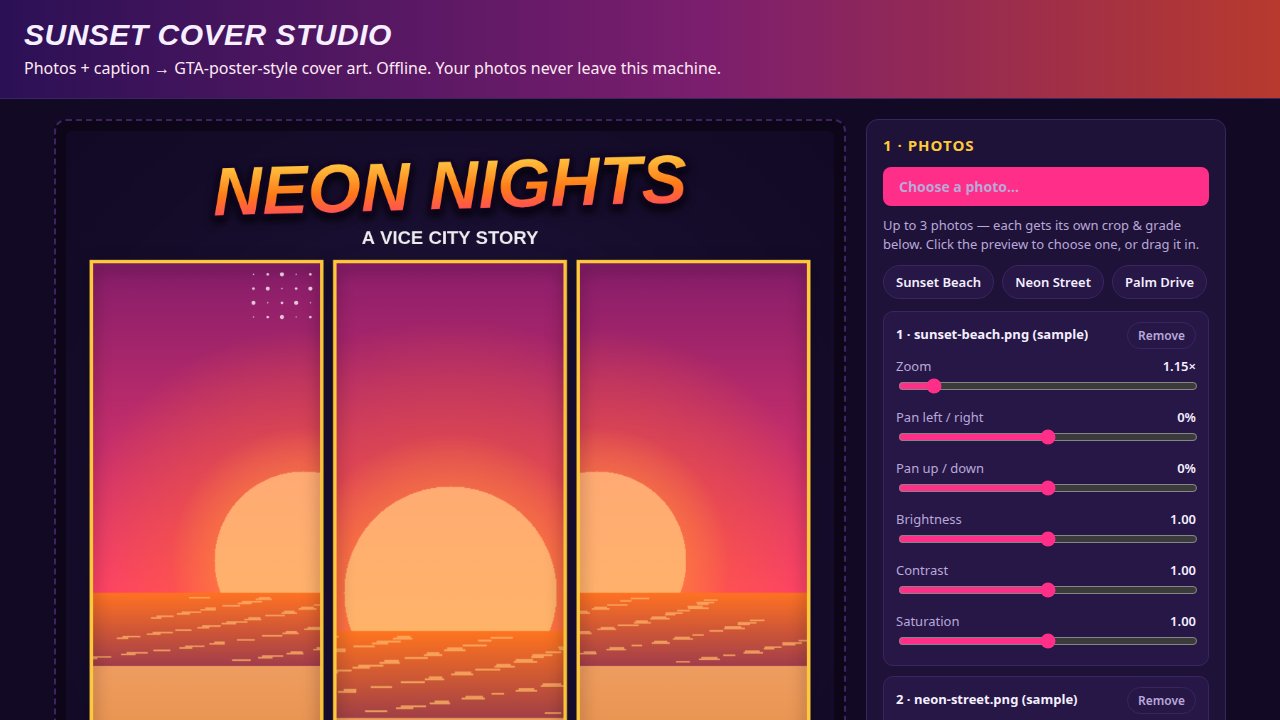 SUNSET COVER STUDIO
Photos + caption → GTA-poster-style cover art. Offline. Your photos never leave this machine.
NEON NIGHTS
A VICE CITY STORY
1 · PHOTOS
Choose a photo...
Up to 3 photos — each gets its own crop & grade
below. Click the preview to choose one, or drag it in.
Sunset Beach Neon Street Palm Drive
1 · sunset-beach.png (sample) Remove
Zoom 1.15×
Pan left / right 0%
Pan up / down 0%
Brightness 1.00
Contrast 1.00
Saturation 1.00
2 · neon-street.png (sample) Remove